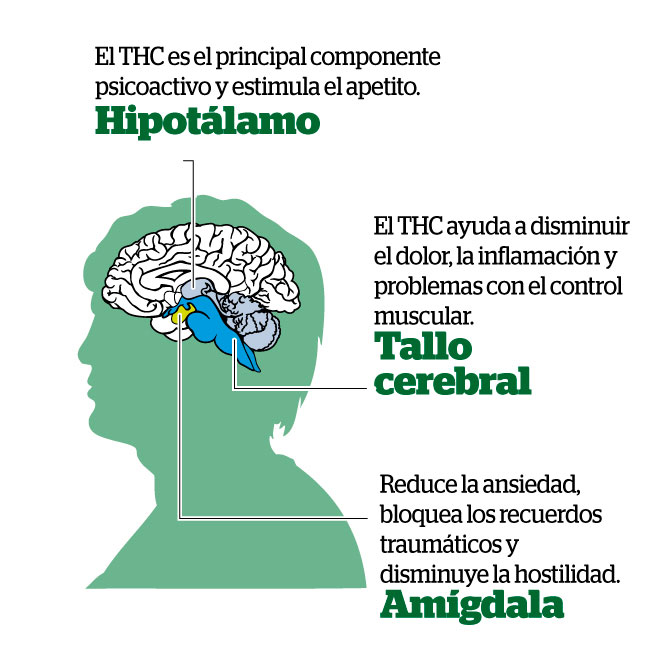 El THC es el principal componente
psicoactivo y estimula el apetito.
Hipotálamo
El THC ayuda a disminuir
el dolor, la inflamación y
problemas con el control
muscular.
Tallo
cerebral
Reduce la ansiedad,
bloquea los recuerdos
traumáticos y
disminuye la hostilidad.
Amígdala